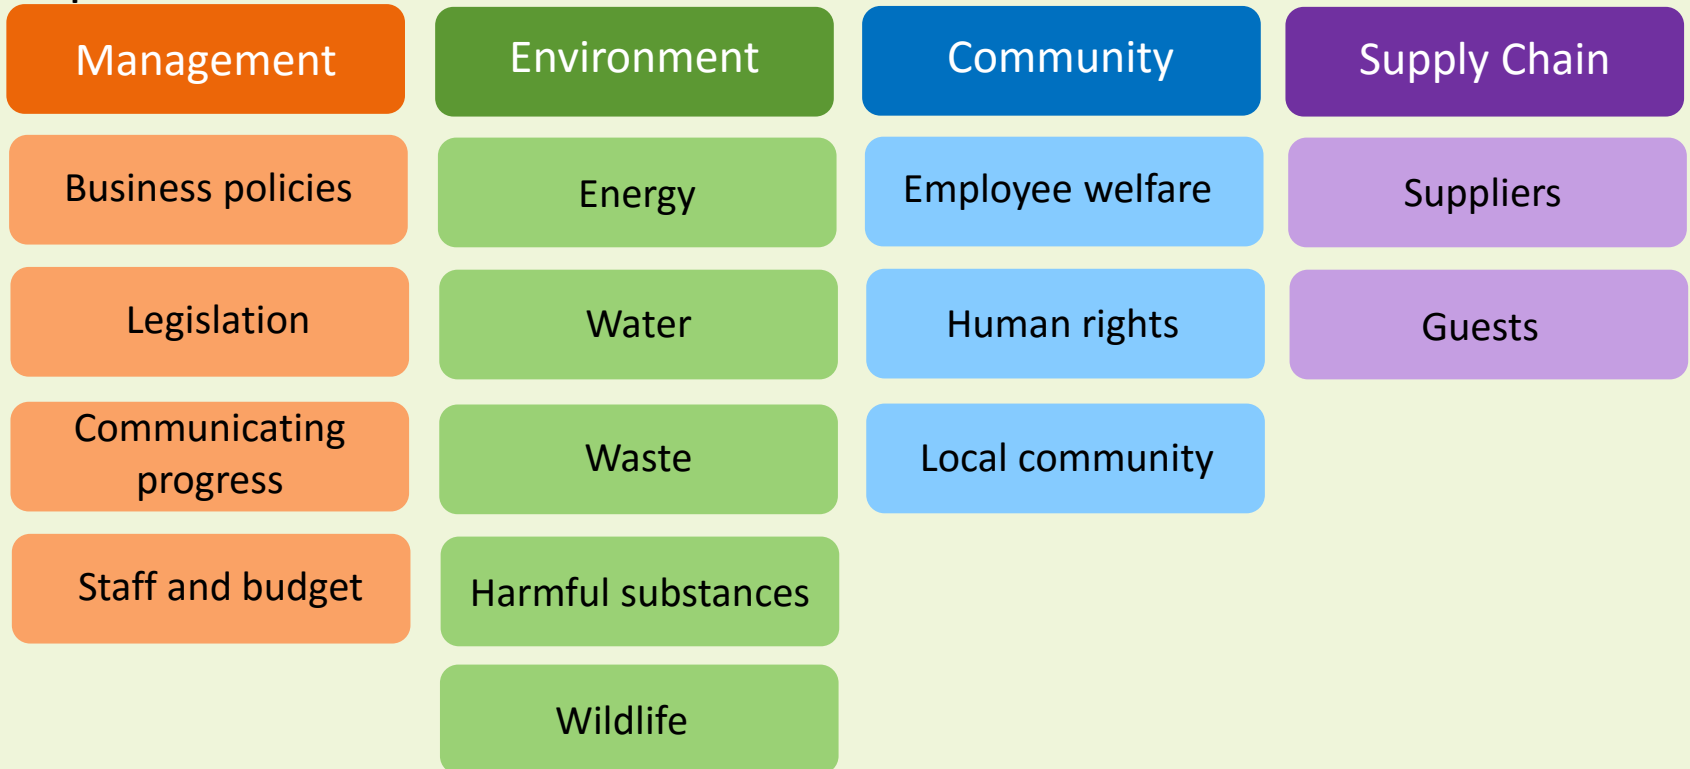 Management
Business policies
Legislation
Communicating
progress
Staff and budget
Environment
Energy
Water
Waste
Harmful substances
Wildlife
Community
Employee welfare
Human rights
Local community
Supply Chain
Suppliers
Guests